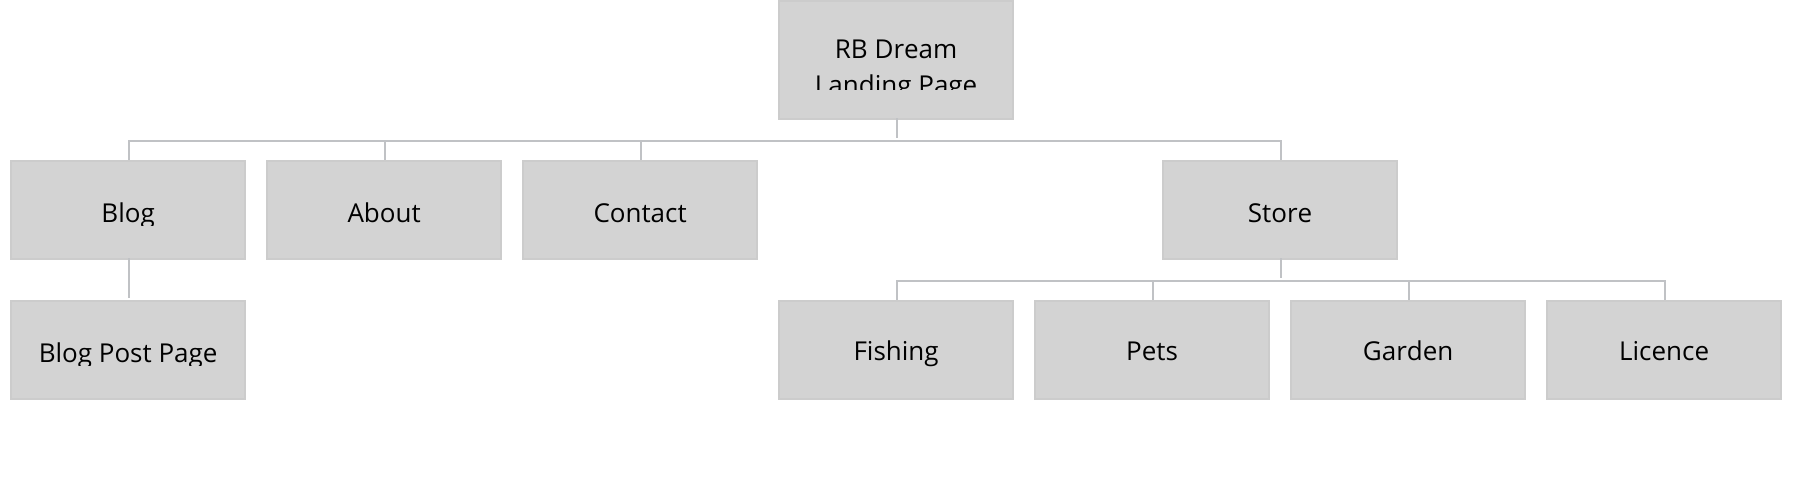 RB Dream
Landing Page
Blog
About
Contact
Store
Blog Post Page
Fishing
Pets
Garden
Licence